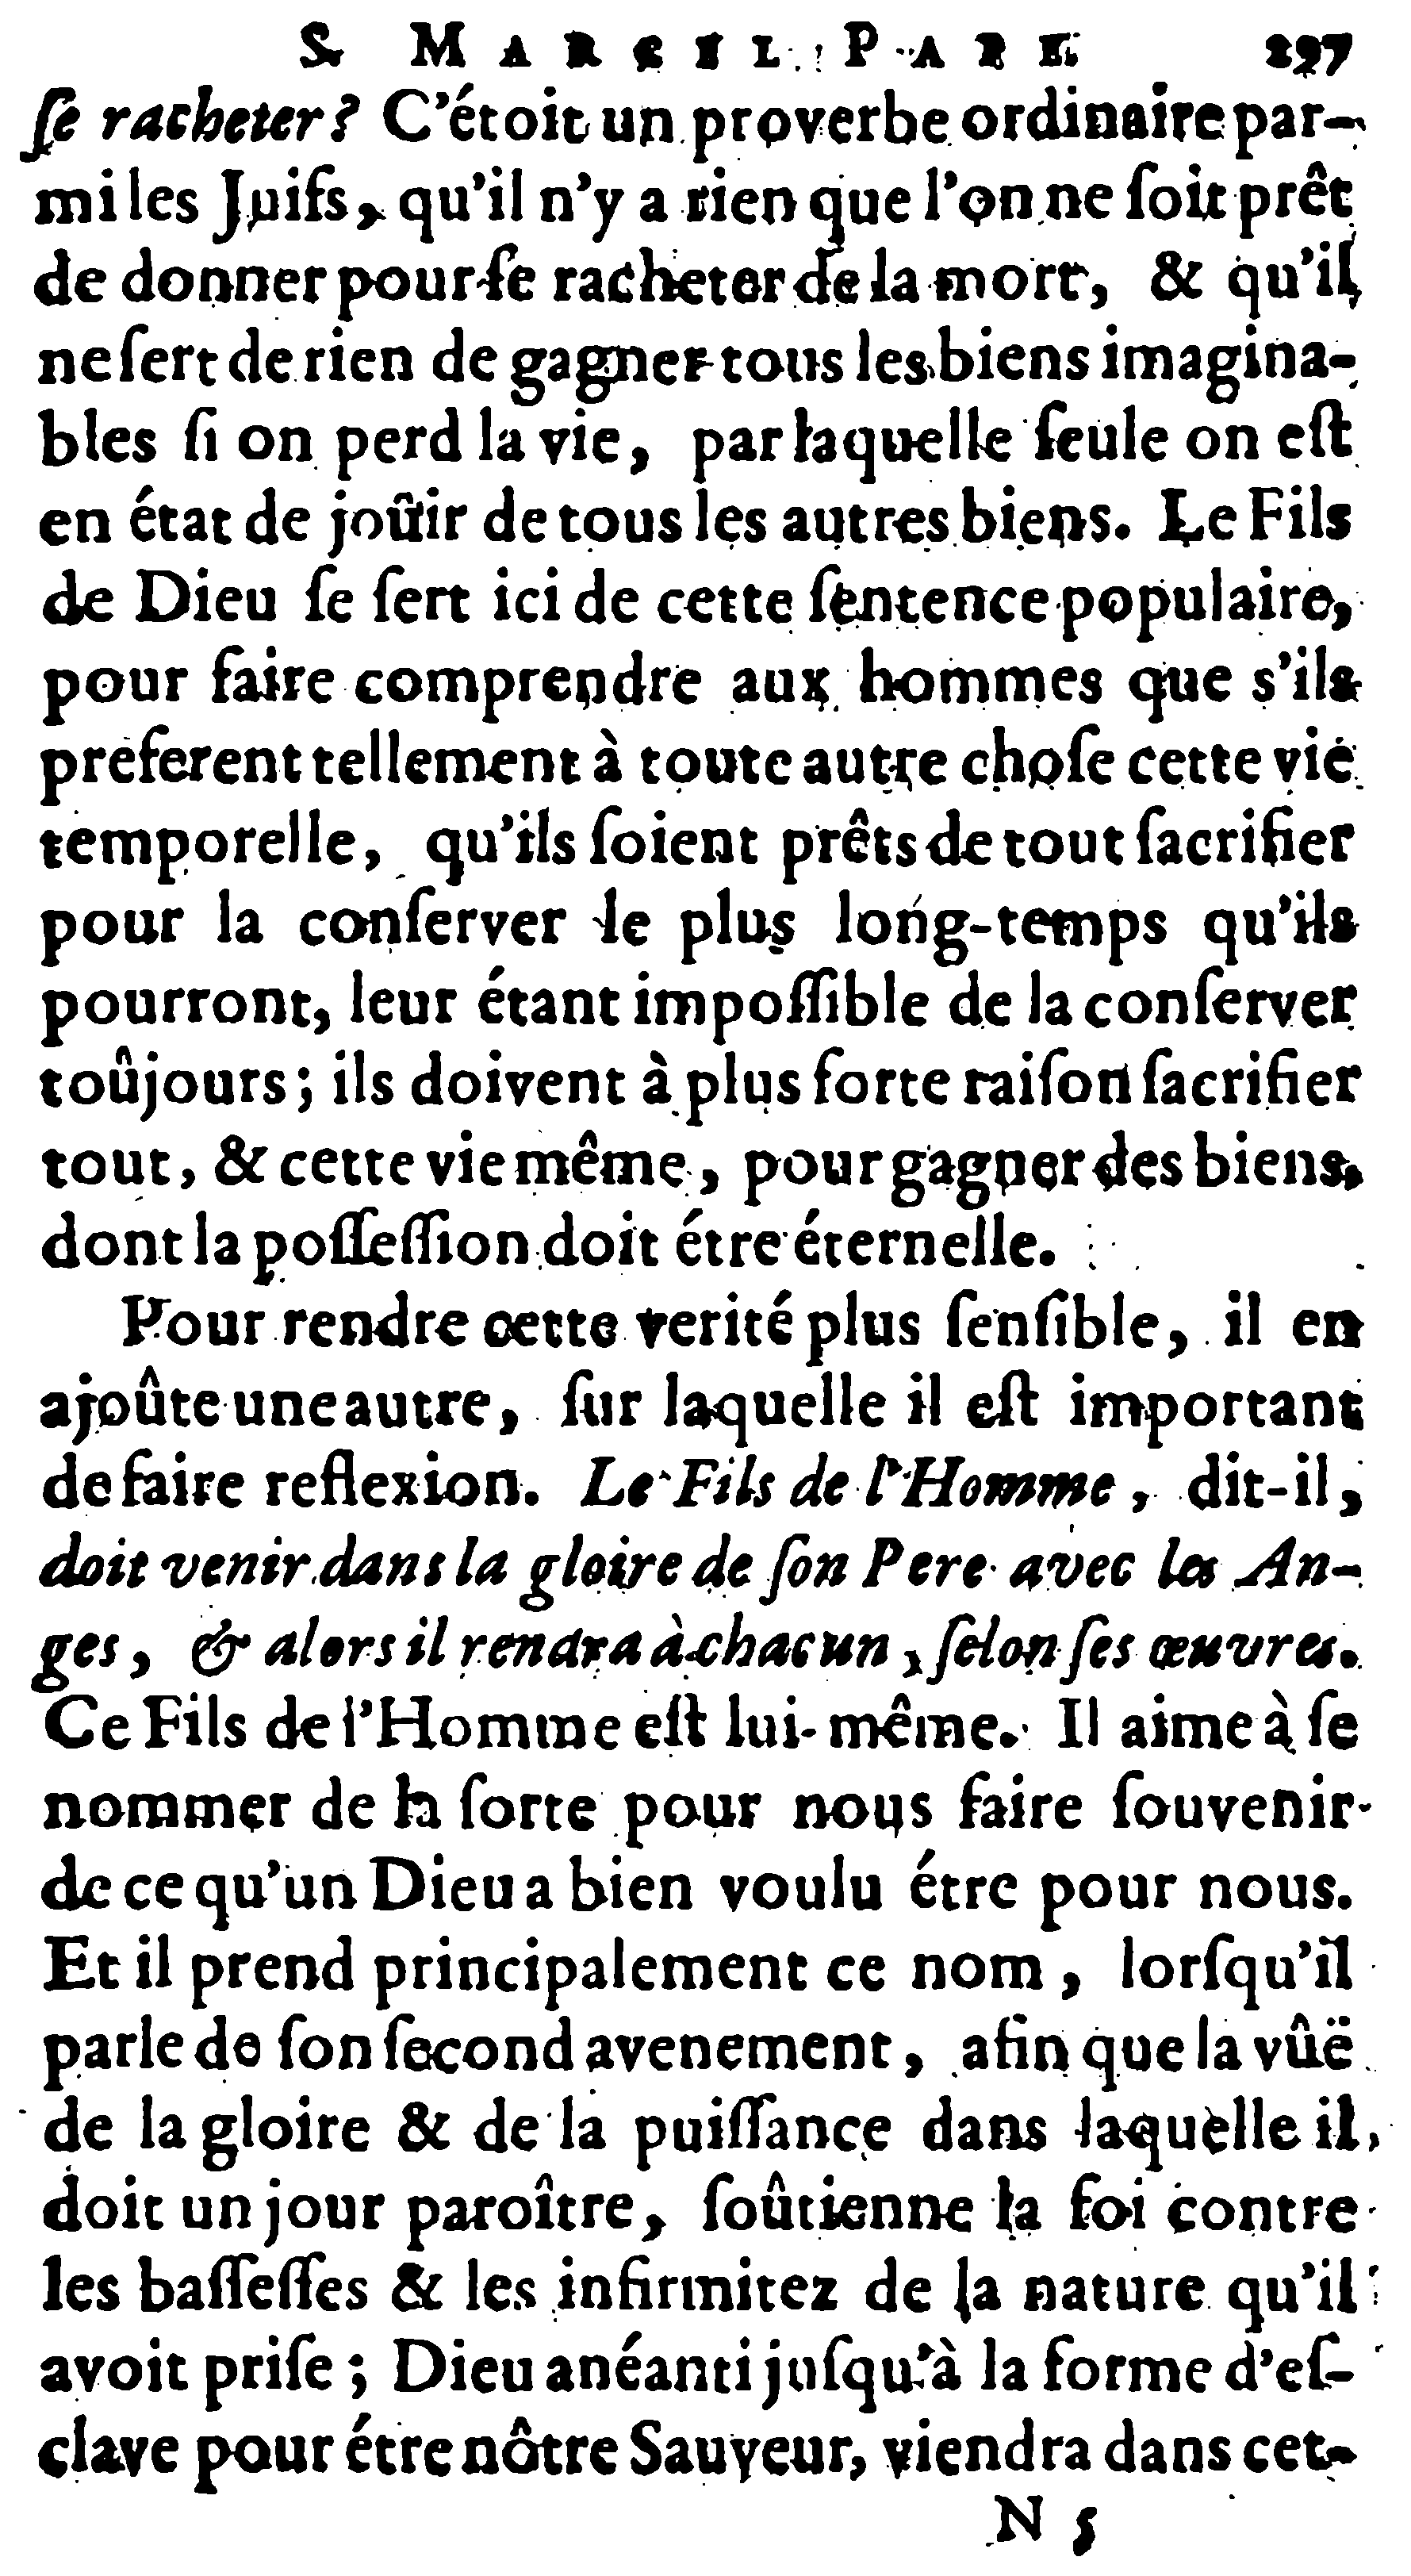 S. MARCEL PAPE. 297
ſe racheter? C'étoit un proverbe ordinaire par-
mi les Juifs, qu'il n'y a rien que l'on ne ſoit prêt
de donner pour ſe racheter de la mort, & qu'il
ne ſert de rien de gagner tous les biens imagina-
bles ſi on perd la vie, par laquelle ſeule on eſt
en état de joûir de tous les autres biens. Le Fils
de Dieu ſe ſert ici de cette ſentence populaire,
pour faire comprendre aux hommes que s'ils
preferent tellement à toute autre choſe cette vie
temporelle, qu'ils ſoient prêts de tout ſacrifier
pour la conſerver le plus long-temps qu'ils
pourront, leur étant impoſſible de la conſerver
toûjours; ils doivent à plus forte raiſon ſacrifier
tout, & cette vie même, pour gagner des biens,
dont la poſſeſſion doit étre éternelle.
Pour rendre cette verité plus ſenſible, il en
ajoûte une autre, ſur laquelle il eſt important
de faire reflexion. Le Fils de l'Homme, dit-il,
doit venir dans la gloire de ſon Pere avec les An-
ges, & alors il rendra à chacun, ſelon ſes œuvres.
Ce Fils de l'Homme eſt lui-même. Il aime à ſe
nommer de la ſorte pour nous faire ſouvenir
de ce qu'un Dieu a bien voulu étre pour nous.
Et il prend principalement ce nom, lorſqu'il
parle de ſon ſecond avenement, afin que la vûë
de la gloire & de la puiſſance dans laquelle il,
doit un jour paroître, ſoûtienne la foi contre
les baſſeſſes & les infirmitez de la nature qu'il
avoit priſe; Dieu anéanti juſqu'à la forme d'eſ-
clave pour étre nôtre Sauveur, viendra dans cet-
N 5